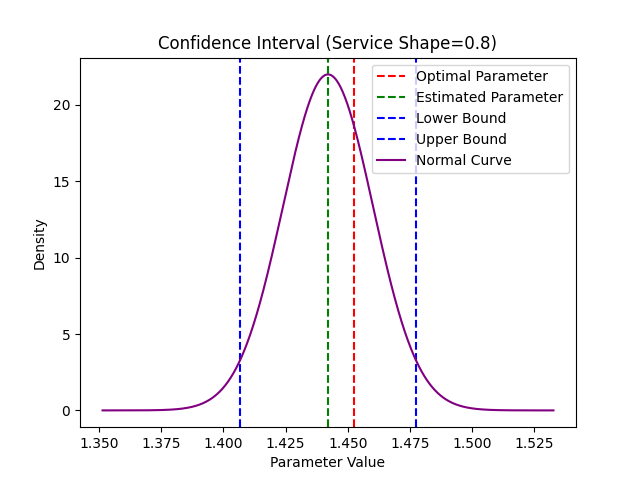 Confidence Interval (Service Shape=0.8)
Optimal Parameter
Estimated Parameter
Lower Bound
Upper Bound
Normal Curve
Density
20
15
10
5
0
1.350 1.375 1.400 1.425 1.450 1.475 1.500 1.525
Parameter Value